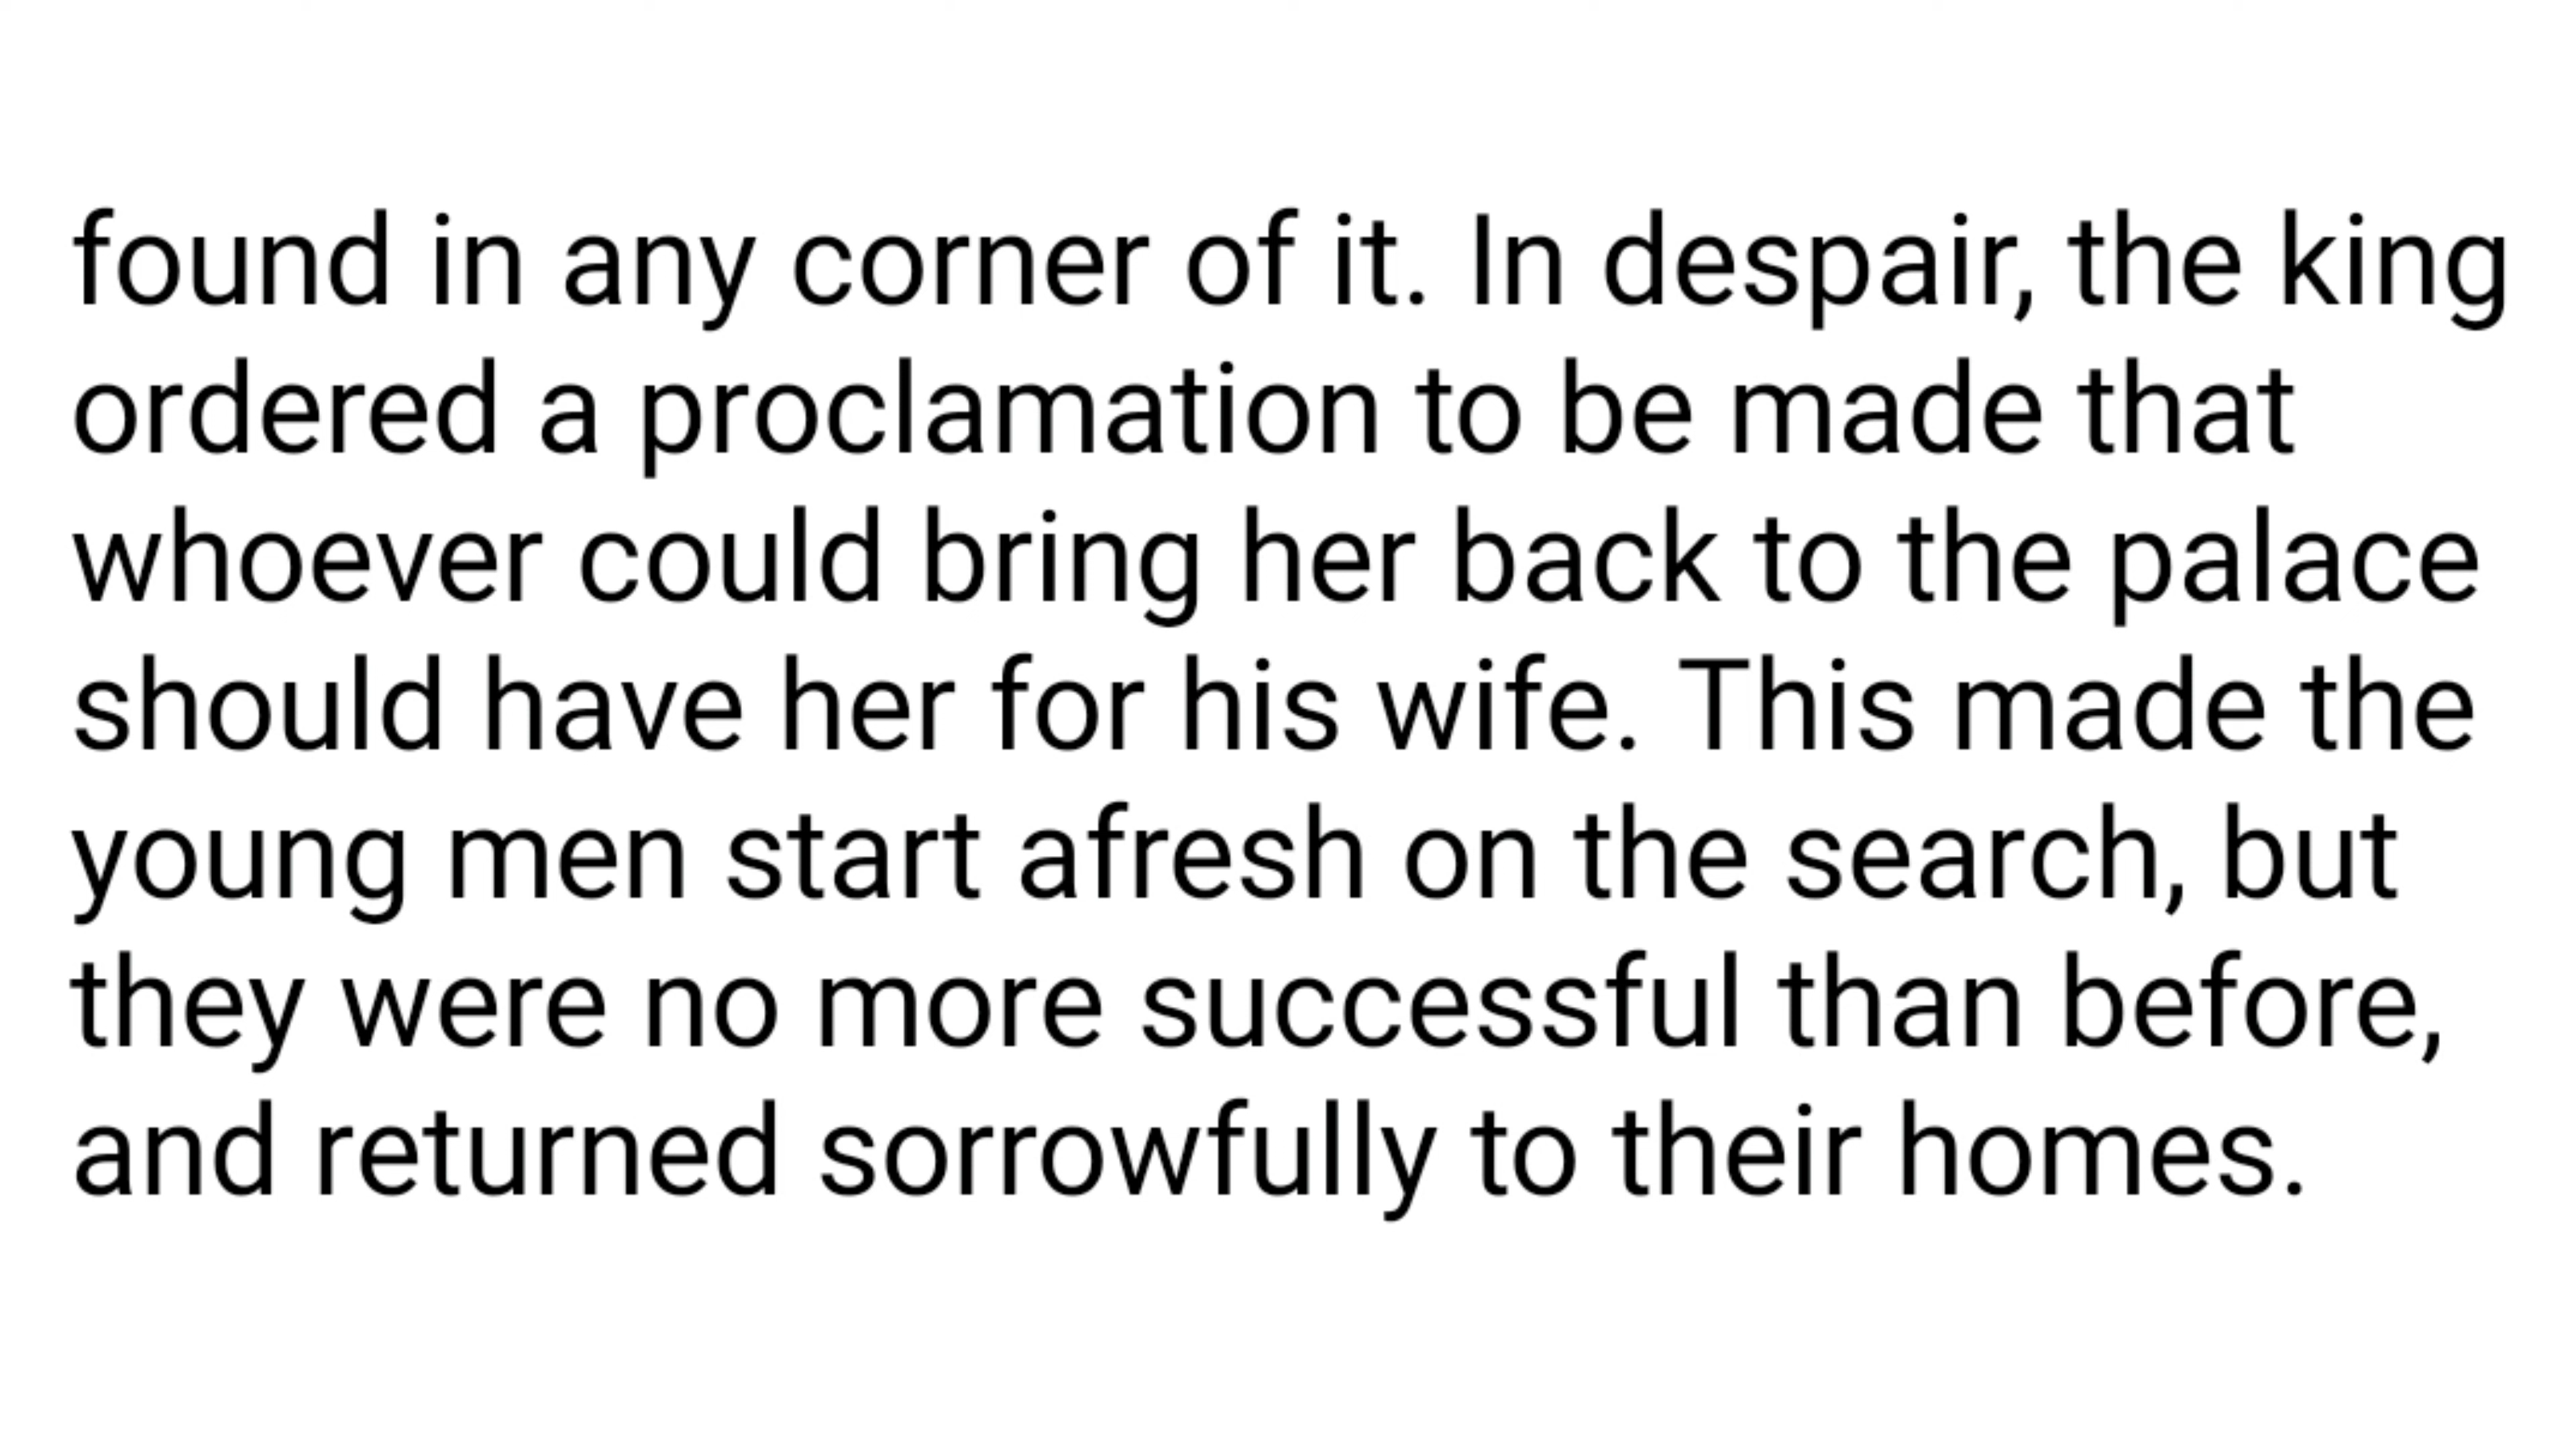 found in any corner of it. In despair, the king
ordered a proclamation to be made that
whoever could bring her back to the palace
should have her for his wife. This made the
young men start afresh on the search, but
they were no more successful than before,
and returned sorrowfully to their homes.